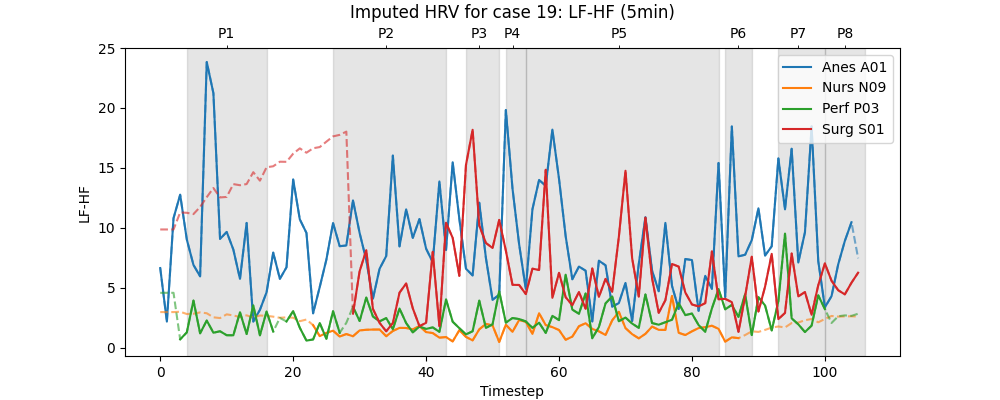 Imputed HRV for case 19: LF-HF (5min)
P1 P2 P3 P4 P5 P6 P7 P8
25
20
15
10
5
0
LF-HF
Anes A01
Nurs N09
Perf P03
Surg S01
0 20 40 60 80 100
Timestep